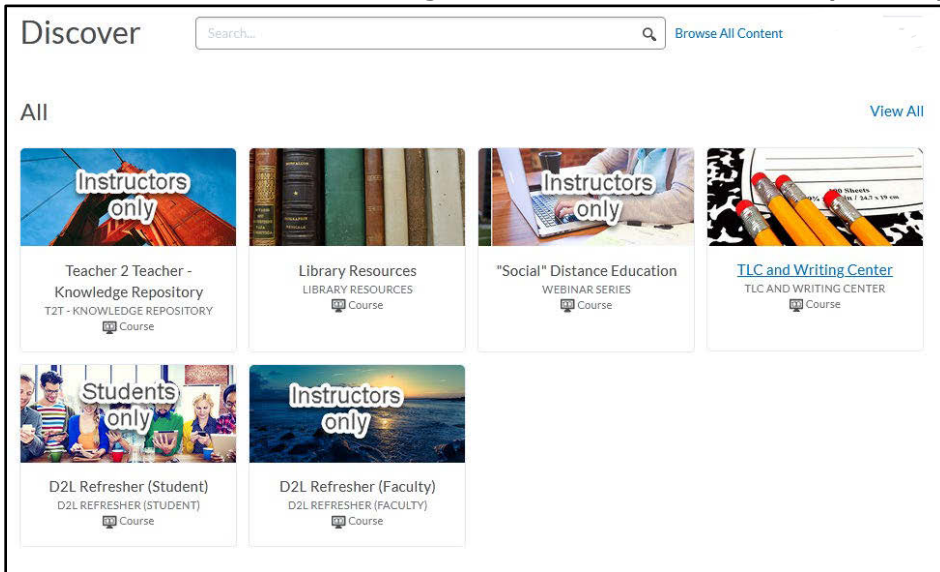 Discover
Search...
Browse All Content
All
View All
Instructors
only
Teacher 2 Teacher -
Knowledge Repository
T2T - KNOWLEDGE REPOSITORY
Course
Library Resources
LIBRARY RESOURCES
Course
Instructors
only
"Social" Distance Education
WEBINAR SERIES
Course
TLC and Writing Center
TLC AND WRITING CENTER
Course
Students
only
D2L Refresher (Student)
D2L REFRESHER (STUDENT)
Course
Instructors
only
D2L Refresher (Faculty)
D2L REFRESHER (FACULTY)
Course